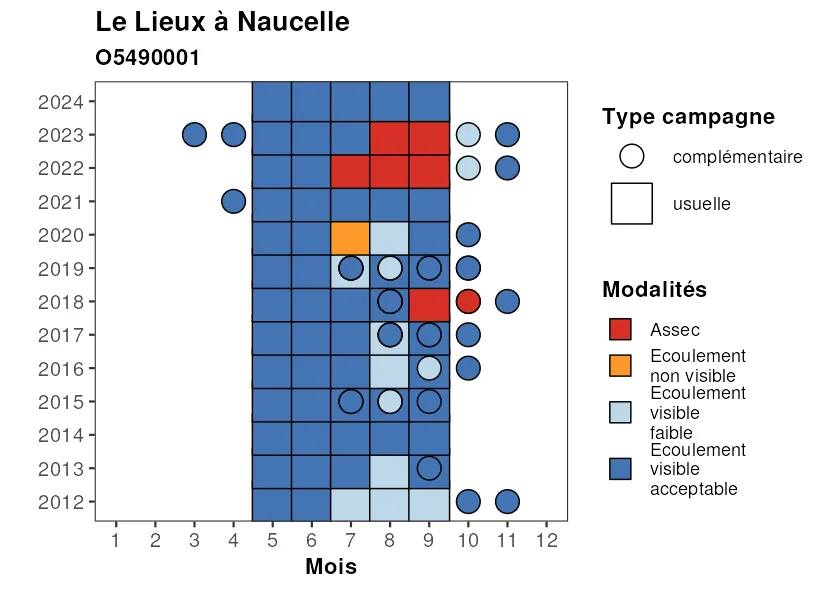 Le Lieux à Naucelle
O5490001
2024
2023
2022
2021
2020
2019
2018
2017
2016
2015
2014
2013
2012
1 2 3 4 5 6 7 8 9 10 11 12
Mois
Type campagne
complémentaire
usuelle
Modalités
Assec
Ecoulement
non visible
Ecoulement
visible
faible
Ecoulement
visible
acceptable